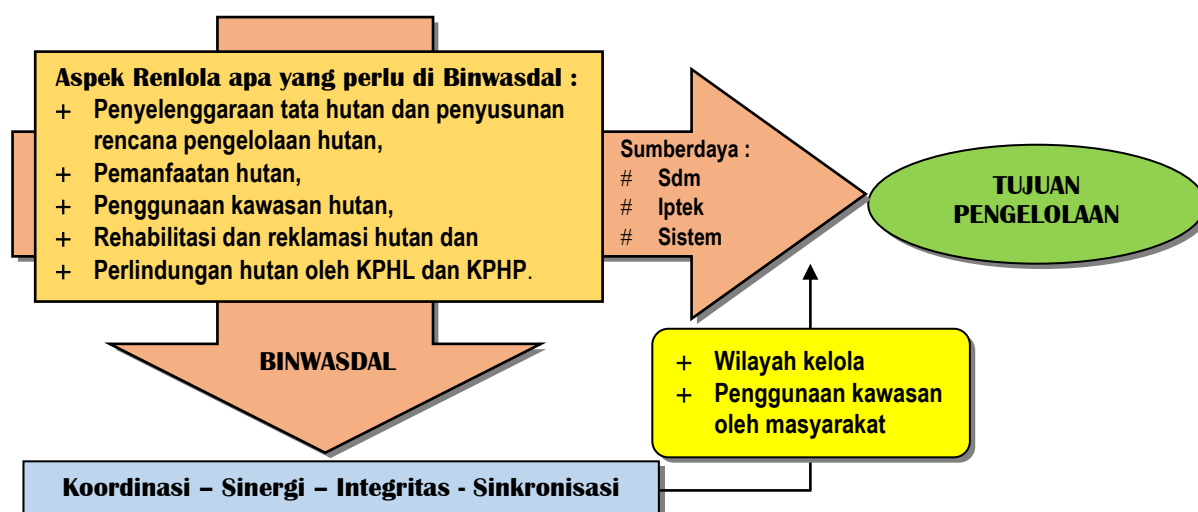 Aspek Renlola apa yang perlu di Binwasdal :
+ Penyelenggaraan tata hutan dan penyusunan
rencana pengelolaan hutan,
+ Pemanfaatan hutan,
+ Penggunaan kawasan hutan,
+ Rehabilitasi dan reklamasi hutan dan
+ Perlindungan hutan oleh KPHL dan KPHP.
Sumberdaya :
# Sdm
# Iptek
# Sistem
TUJUAN
PENGELOLAAN
BINWASDAL
+ Wilayah kelola
+ Penggunaan kawasan
oleh masyarakat
Koordinasi – Sinergi – Integritas - Sinkronisasi